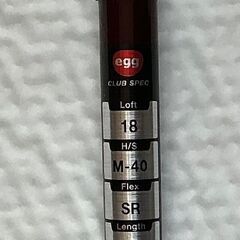 egg
CLUB SPEC
Loft
18
H/S
M-40
Flex
SR
Length